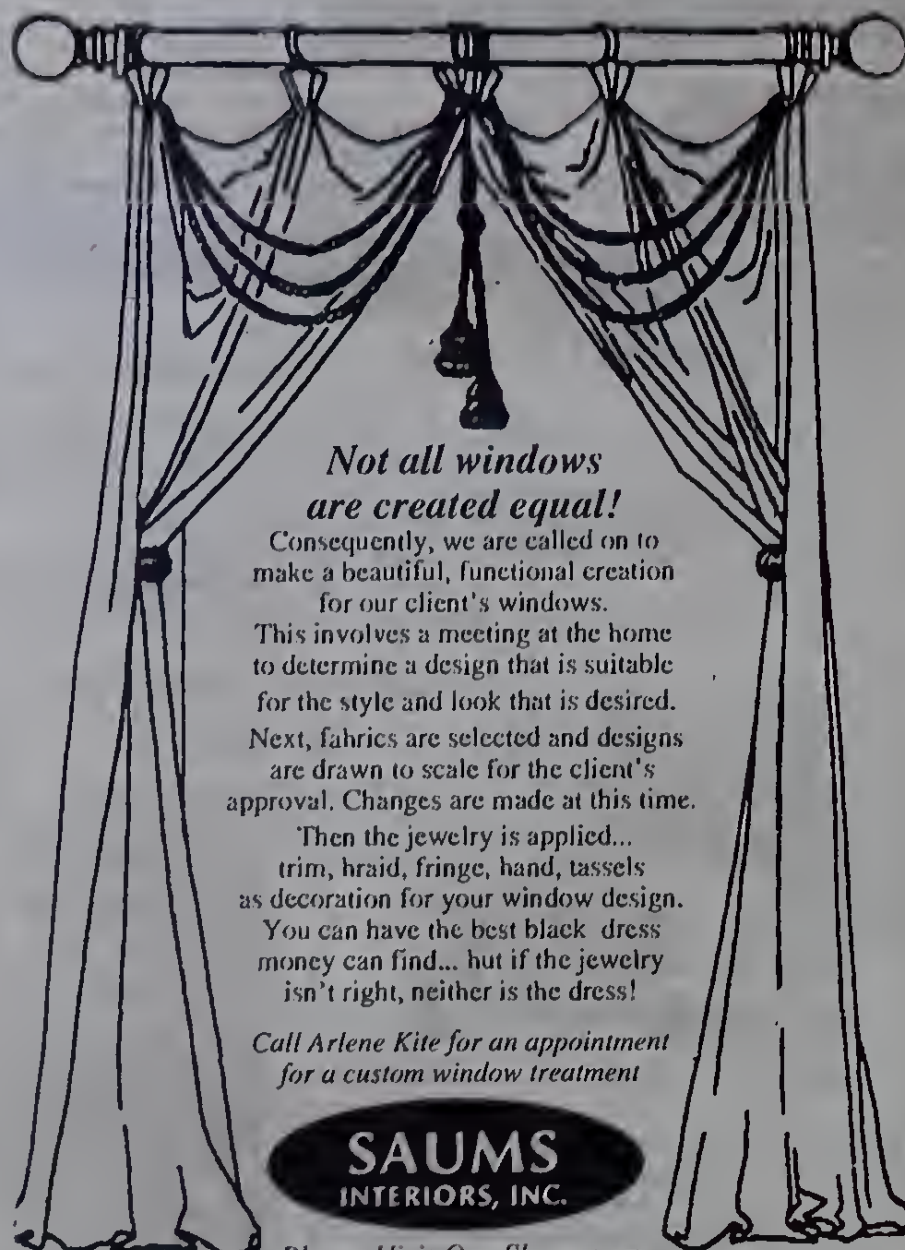 Not all windows
are created equal!
Consequently, we are called on to
make a beautiful, functional creation
for our client's windows.
This involves a meeting at the home
to determine a design that is suitable
for the style and look that is desired.
Next, fabrics are selected and designs
are drawn to scale for the client's
approval. Changes are made at this time.
Then the jewelry is applied...
trim, braid, fringe, band, tassels
as decoration for your window design.
You can have the best black dress
money can find... but if the jewelry
isn't right, neither is the dress!
Call Arlene Kite for an appointment
for a custom window treatment
SAUMS
INTERIORS, INC.